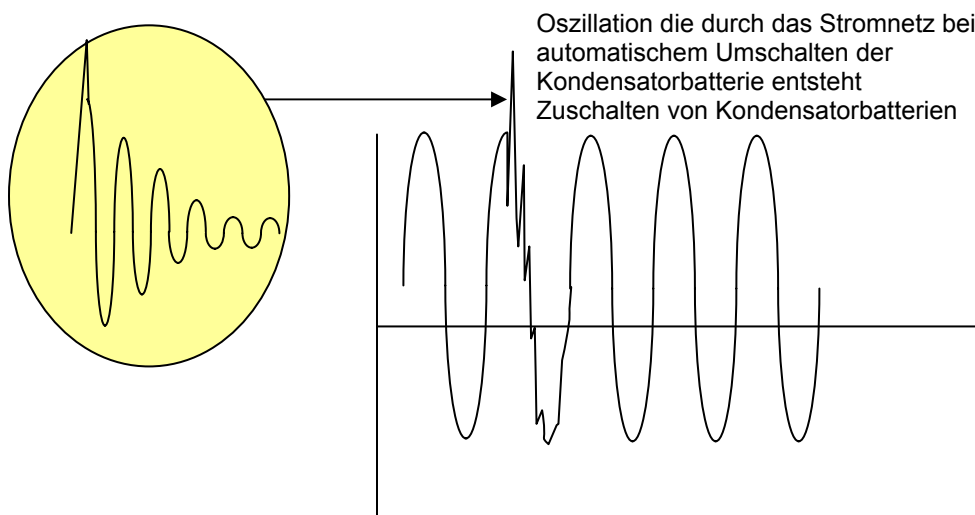 Oszillation die durch das Stromnetz bei
automatischem Umschalten der
Kondensatorbatterie entsteht
Zuschalten von Kondensatorbatterien